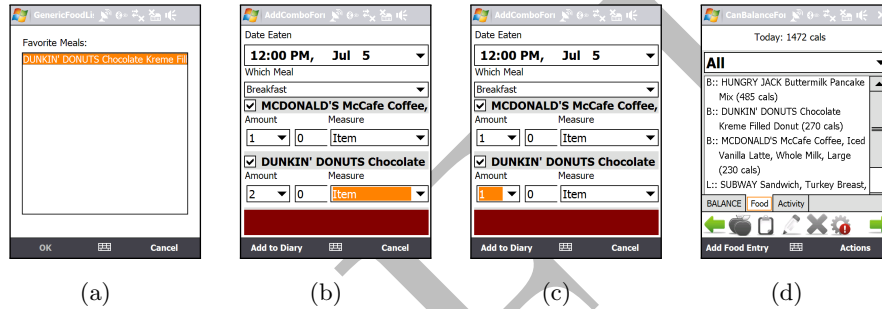 GenericFoodLi
Favorite Meals:
DUNKIN' DONUTS Chocolate Kreme Fil
OK Cancel
(a)
AddComboFor
Date Eaten
12:00 PM, Jul 5
Which Meal
Breakfast
MCDONALD'S McCafe Coffee,
Amount Measure
1 0 Item
DUNKIN' DONUTS Chocolate
Amount Measure
2 0 Item
Add to Diary Cancel
(b)
AddComboFor
Date Eaten
12:00 PM, Jul 5
Which Meal
Breakfast
MCDONALD'S McCafe Coffee,
Amount Measure
1 0 Item
DUNKIN' DONUTS Chocolate
Amount Measure
1 0 Item
Add to Diary Cancel
(c)
CanBalanceFo
Today: 1472 cals
All
B:: HUNGRY JACK Buttermilk Pancake
Mix (485 cals)
B:: DUNKIN' DONUTS Chocolate
Kreme Filled Donut (270 cals)
B:: MCDONALD'S McCafe Coffee, Iced
Vanilla Latte, Whole Milk, Large
(230 cals)
L:: SUBWAY Sandwich, Turkey Breast,
BALANCE Food Activity
Add Food Entry Actions
(d)